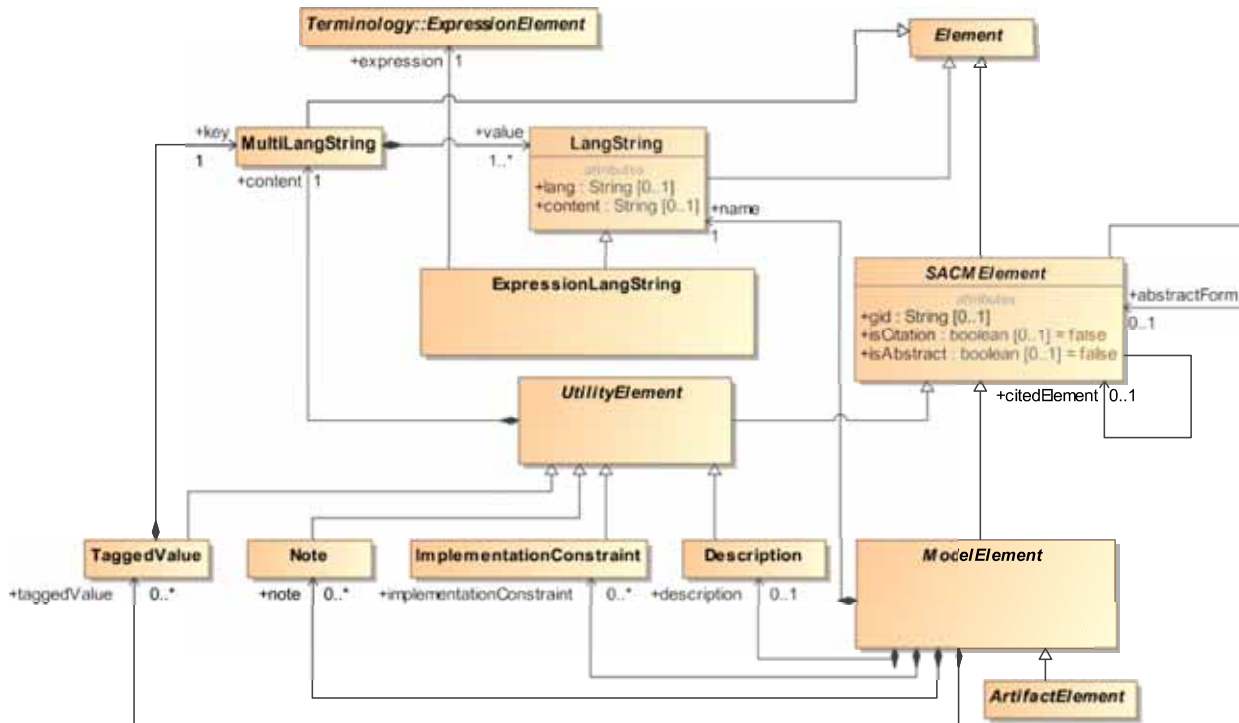 Terminology::ExpressionElement
Element
+expression 1
+key
1
MultiLangString
+value
1..*
LangString
attributes
+lang : String [0..1]
+content : String [0..1]
+content 1
+name
1
ExpressionLangString
SACMElement
attributes
+gid : String [0..1]
+isCitation : boolean [0..1] = false
+isAbstract : boolean [0..1] = false
+abstractForm
0..1
+citedElement 0..1
UtilityElement
TaggedValue
Note
ImplementationConstraint
Description
ModelElement
+taggedValue 0..*
+note 0..*
+implementationConstraint 0..*
+description 0..1
ArtifactElement